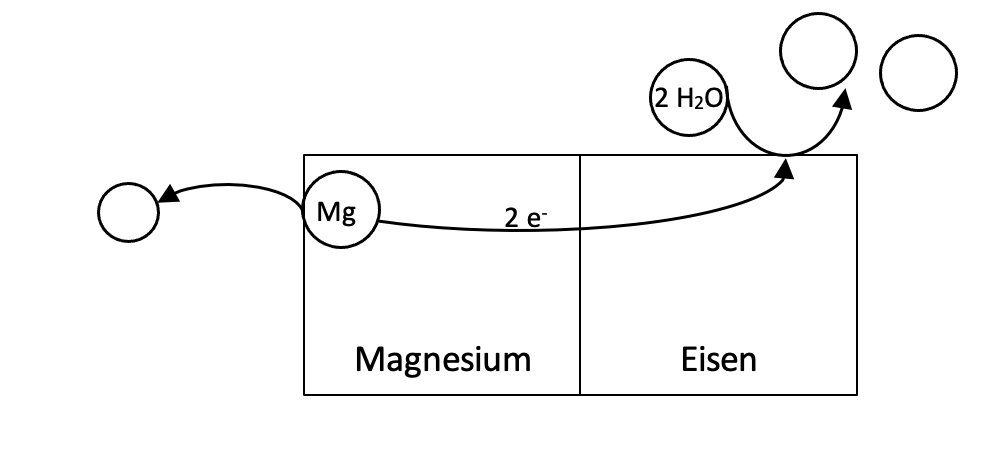 2 H₂O
Mg
2 e⁻
Magnesium
Eisen